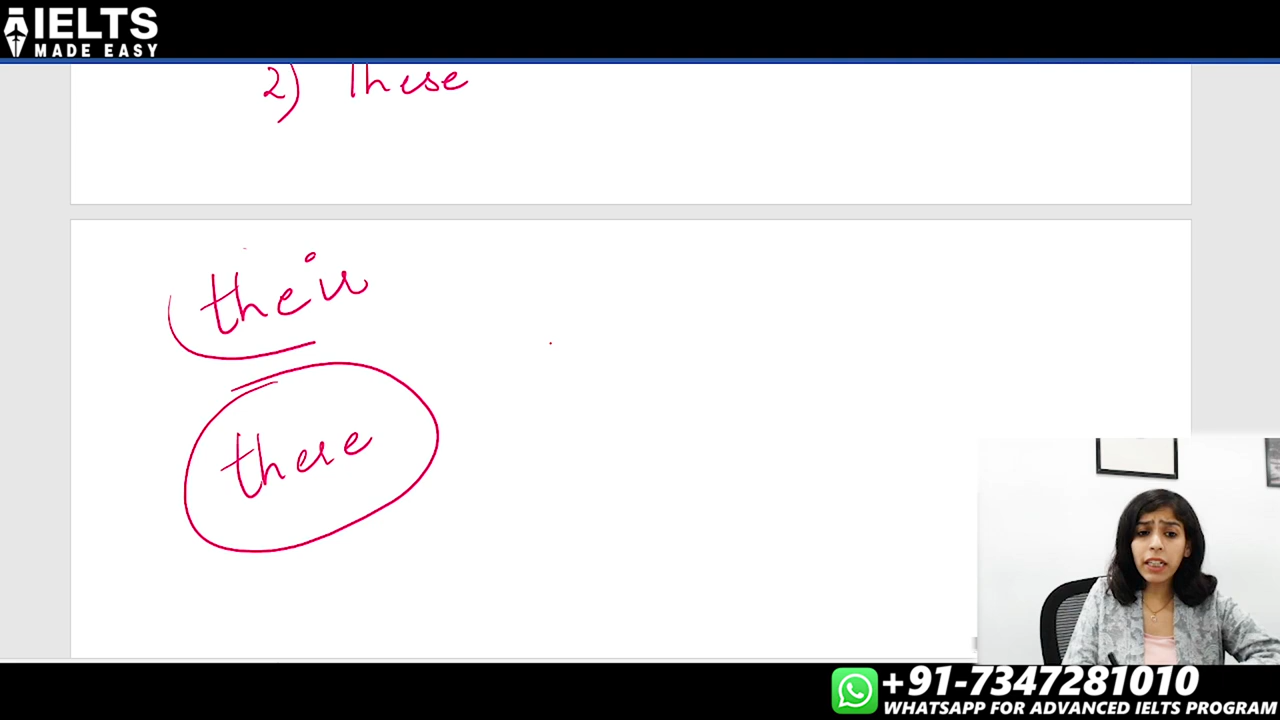 IELTS
MADE EASY
2) These
their
there
+91-7347281010
WHATSAPP FOR ADVANCED IELTS PROGRAM